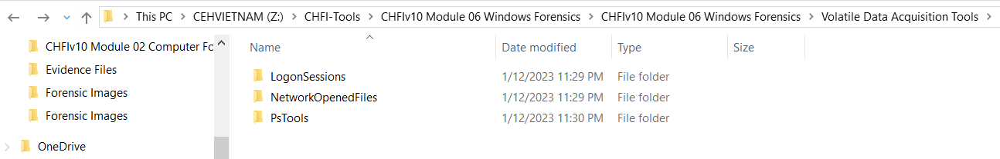 This PC > CEHVIETNAM (Z:) > CHFI-Tools > CHFIv10 Module 06 Windows Forensics > CHFIv10 Module 06 Windows Forensics > Volatile Data Acquisition Tools >
CHFIv10 Module 02 Computer Fo
Evidence Files
Forensic Images
Forensic Images
OneDrive
Name Date modified Type Size
LogonSessions 1/12/2023 11:29 PM File folder
NetworkOpenedFiles 1/12/2023 11:29 PM File folder
PsTools 1/12/2023 11:30 PM File folder